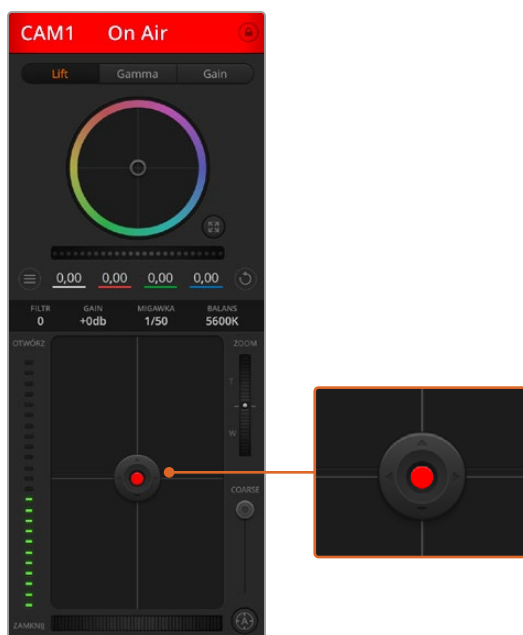 CAM1 On Air
Lift Gamma Gain
0,00 0,00 0,00 0,00
FILTR GAIN MIGAWKA BALANS
0 +0db 1/50 5600K
OTWÓRZ ZOOM
T
W
COARSE
ZAMKNIJ A